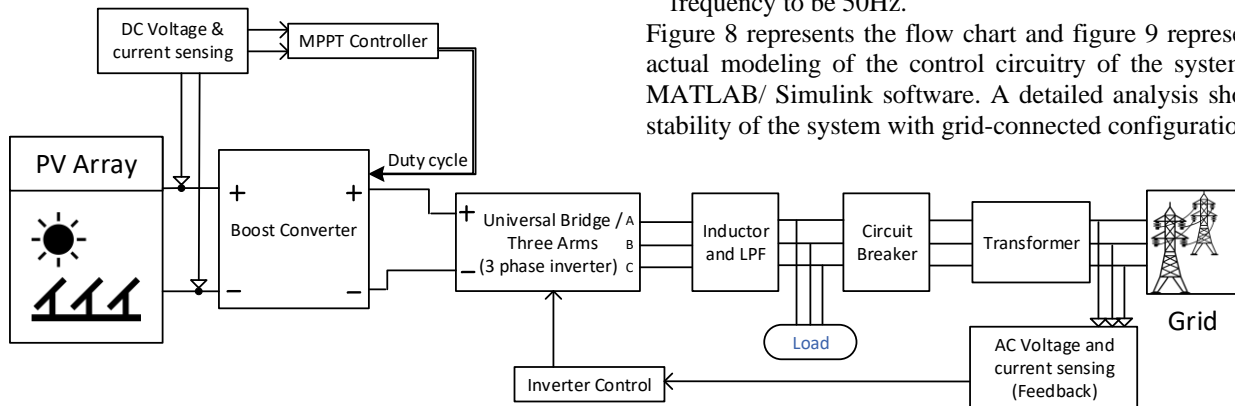 frequency to be 50Hz.
Figure 8 represents the flow chart and figure 9 represe
actual modeling of the control circuitry of the system
MATLAB/ Simulink software. A detailed analysis sho
stability of the system with grid-connected configuratio
DC Voltage &
current sensing
MPPT Controller
PV Array
Duty cycle
+
−
Boost Converter
+
−
+
−
Universal Bridge /
Three Arms
(3 phase inverter)
A
B
C
Inductor
and LPF
Circuit
Breaker
Transformer
Grid
Load
AC Voltage and
current sensing
(Feedback)
Inverter Control